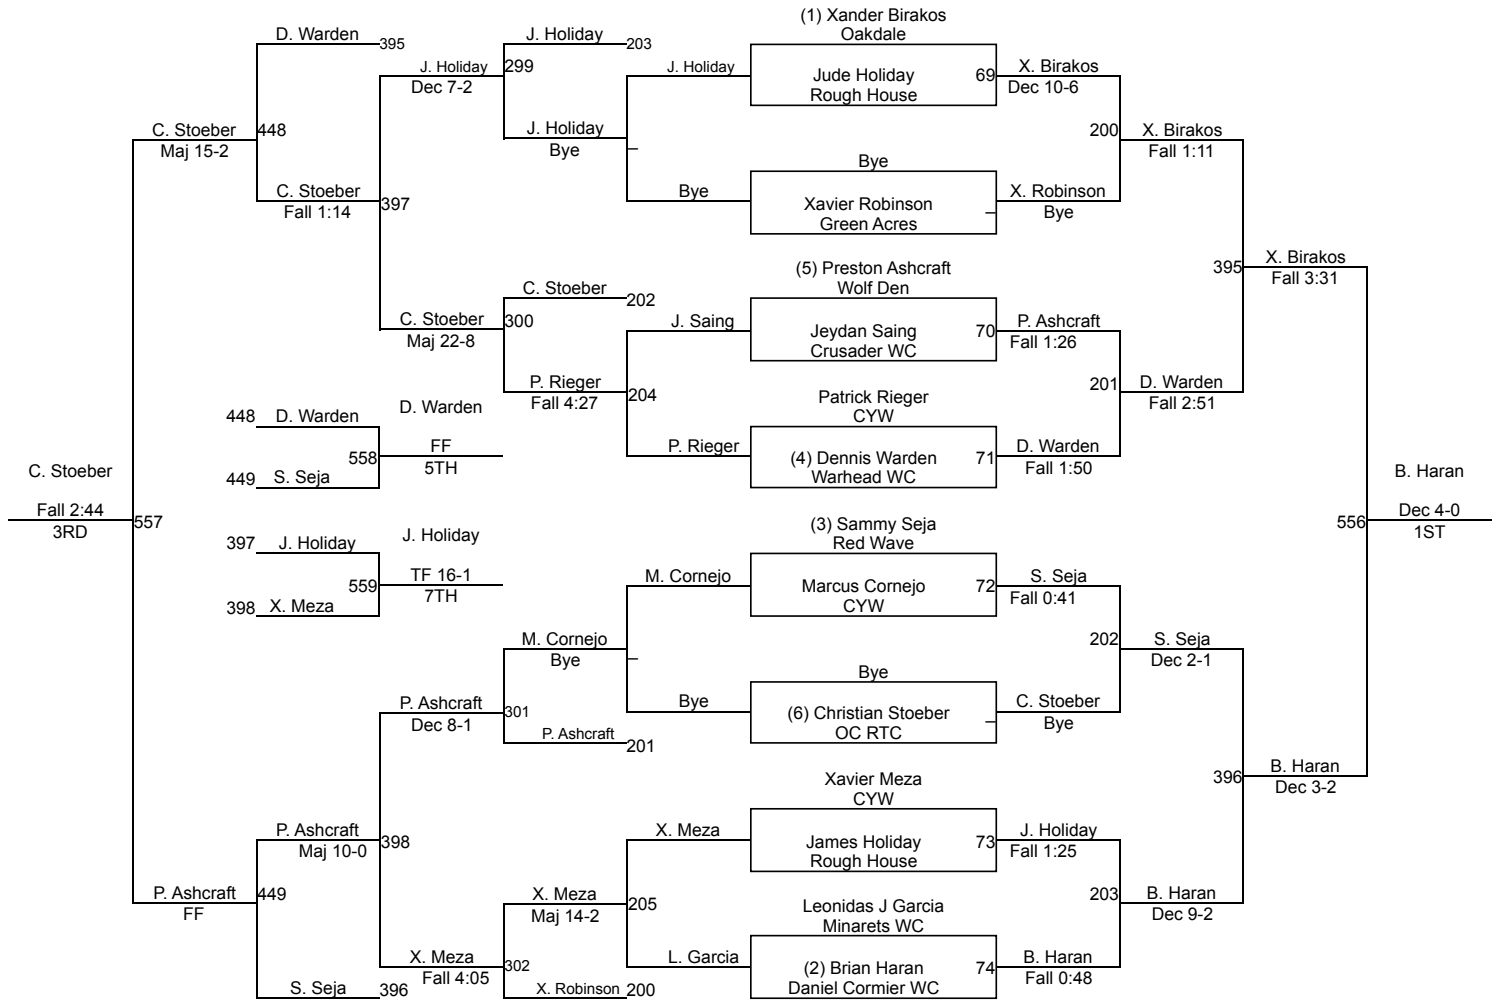 (1) Xander Birakos
Oakdale
D. Warden
395
J. Holiday
203
J. Holiday
299
Dec 7-2
J. Holiday
Jude Holiday
Rough House
69
X. Birakos
Dec 10-6
C. Stoeber
448
Maj 15-2
J. Holiday
Bye
200
X. Birakos
Fall 1:11
Bye
C. Stoeber
Fall 1:14
397
Bye
Xavier Robinson
Green Acres
X. Robinson
Bye
(5) Preston Ashcraft
Wolf Den
395
X. Birakos
Fall 3:31
C. Stoeber
202
C. Stoeber
300
Maj 22-8
J. Saing
Jeydan Saing
Crusader WC
70
P. Ashcraft
Fall 1:26
P. Rieger
Fall 4:27
204
201
D. Warden
Fall 2:51
Patrick Rieger
CYW
448
D. Warden
D. Warden
558
FF
5TH
449
S. Seja
P. Rieger
(4) Dennis Warden
Warhead WC
71
D. Warden
Fall 1:50
C. Stoeber
Fall 2:44
3RD
557
B. Haran
556
Dec 4-0
1ST
(3) Sammy Seja
Red Wave
397
J. Holiday
J. Holiday
559
TF 16-1
7TH
398
X. Meza
M. Cornejo
Marcus Cornejo
CYW
72
S. Seja
Fall 0:41
M. Cornejo
Bye
202
S. Seja
Dec 2-1
Bye
P. Ashcraft
Dec 8-1
301
Bye
(6) Christian Stoeber
OC RTC
C. Stoeber
Bye
P. Ashcraft
201
Xavier Meza
CYW
396
B. Haran
Dec 3-2
P. Ashcraft
Maj 10-0
398
X. Meza
James Holiday
Rough House
73
J. Holiday
Fall 1:25
P. Ashcraft
FF
449
X. Meza
Maj 14-2
205
203
B. Haran
Dec 9-2
Leonidas J Garcia
Minarets WC
X. Meza
Fall 4:05
302
L. Garcia
(2) Brian Haran
Daniel Cormier WC
74
B. Haran
Fall 0:48
S. Seja
396
X. Robinson
200